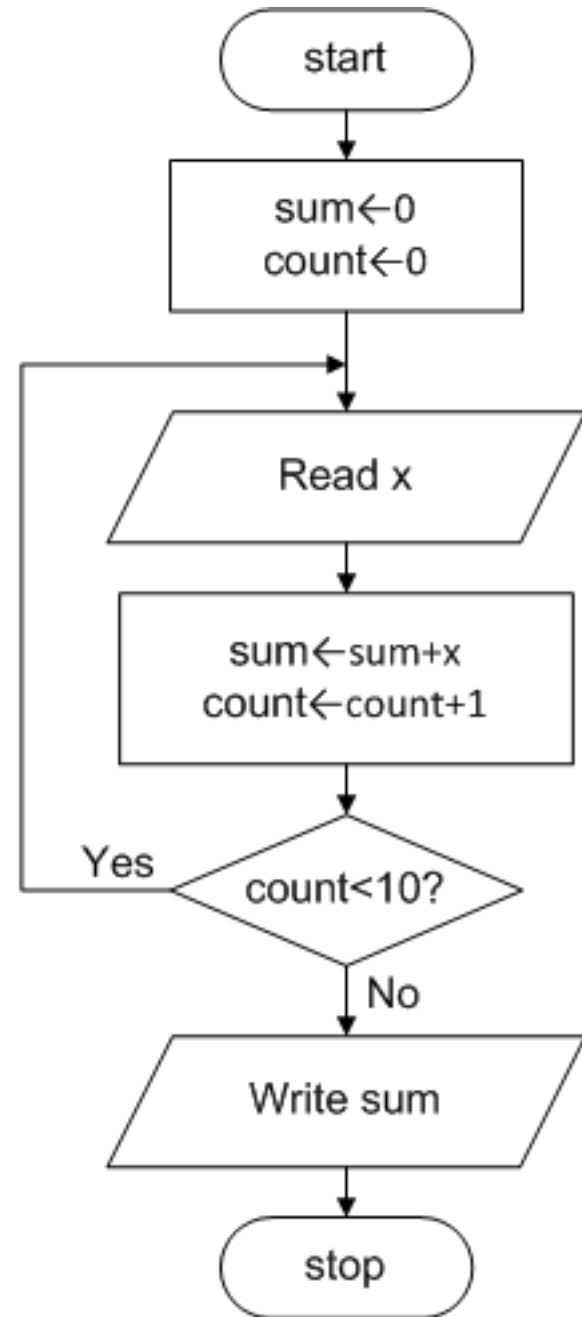 start
sum←0
count←0
Read x
sum←sum+x
count←count+1
Yes
count<10?
No
Write sum
stop